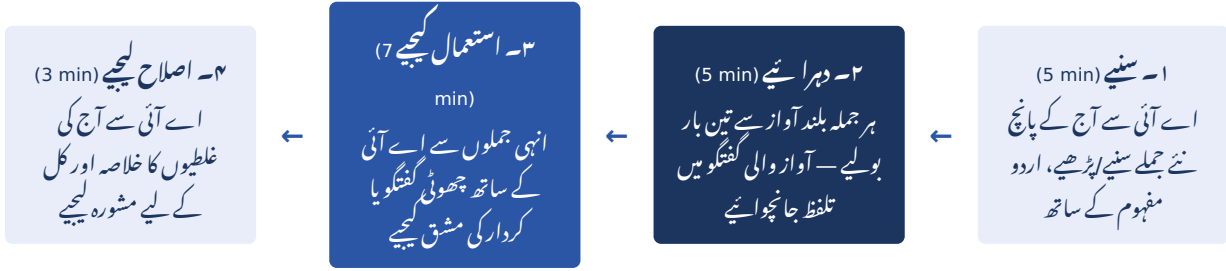 ۱۔ سنیے (5 min)
اے آئی سے آج کے پانچ
نئے جملے سنیے/پڑھیے، اردو
مفہوم کے ساتھ
←
۲۔ دہرائیے (5 min)
ہر جملہ بلند آواز سے تین بار
بولیے — آواز والی گفتگو میں
تلفظ جانچوائیے
←
۳۔ استعمال کیجیے (7
min)
انہی جملوں سے اے آئی
کے ساتھ چھوٹی گفتگو یا
کردار کی مشق کیجیے
←
۴۔ اصلاح لیجیے (3 min)
اے آئی سے آج کی
غلطیوں کا خلاصہ اور کل
کے لیے مشورہ لیجیے